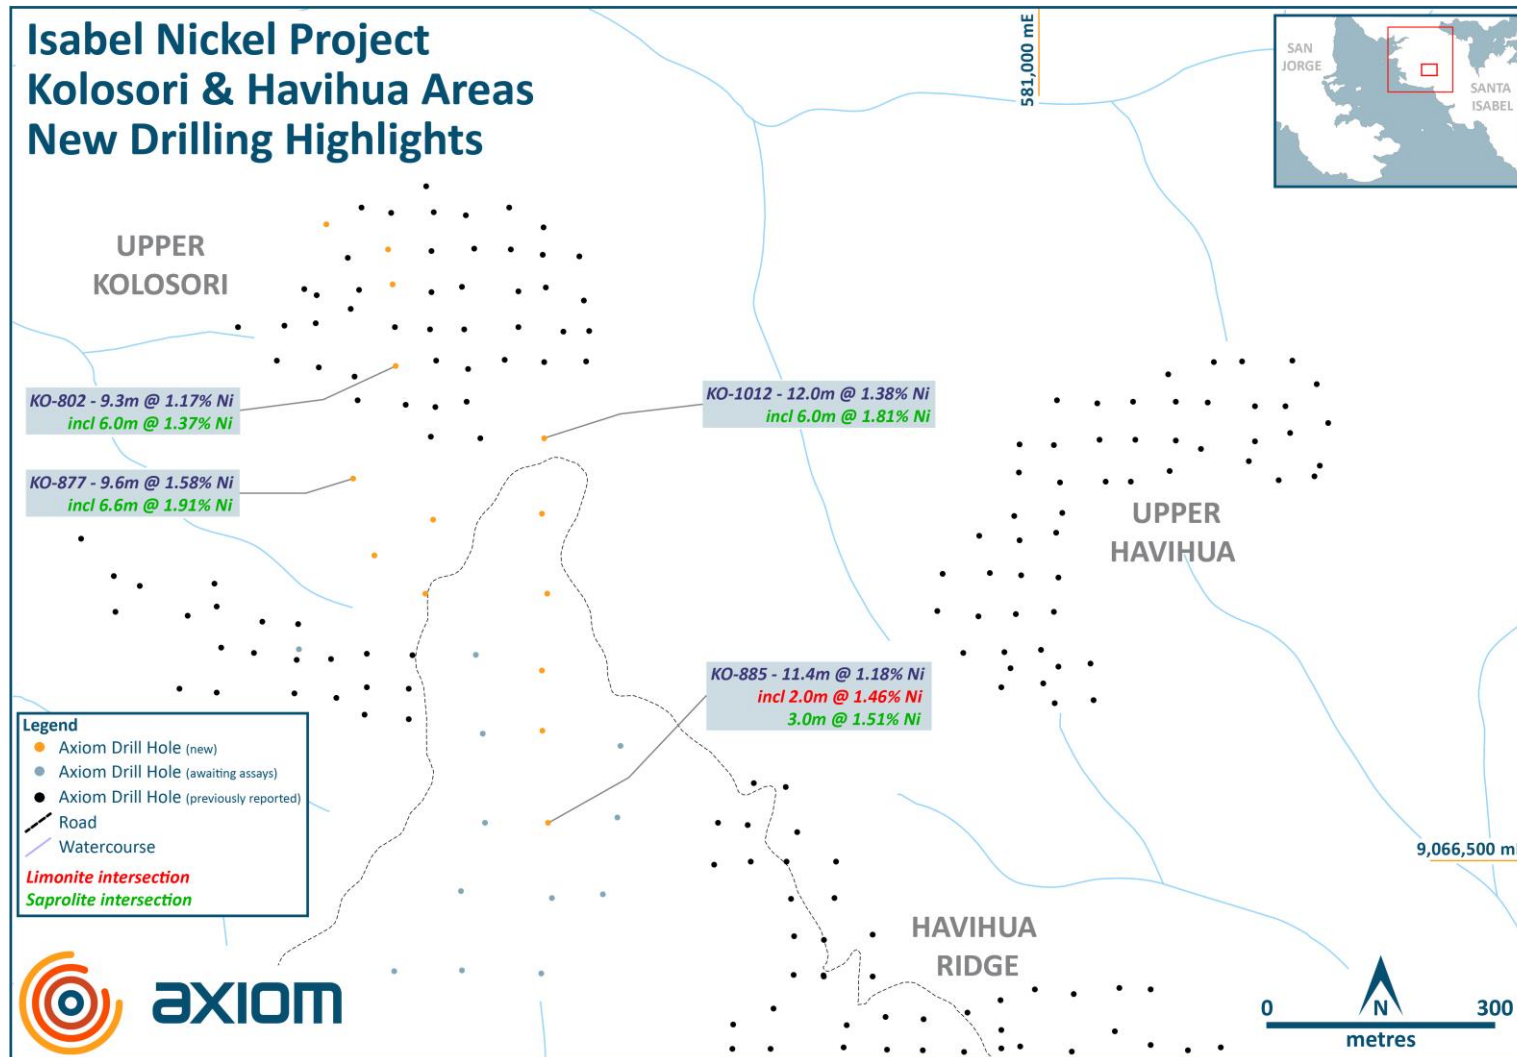 Isabel Nickel Project
Kolosori & Havihua Areas
New Drilling Highlights
581,000 mE
SAN
JORGE
SANTA
ISABEL
UPPER
KOLOSORI
KO-802 - 9.3m @ 1.17% Ni
incl 6.0m @ 1.37% Ni
KO-1012 - 12.0m @ 1.38% Ni
incl 6.0m @ 1.81% Ni
KO-877 - 9.6m @ 1.58% Ni
incl 6.6m @ 1.91% Ni
UPPER
HAVIHUA
KO-885 - 11.4m @ 1.18% Ni
incl 2.0m @ 1.46% Ni
3.0m @ 1.51% Ni
Legend
Axiom Drill Hole (new)
Axiom Drill Hole (awaiting assays)
Axiom Drill Hole (previously reported)
Road
Watercourse
Limonite intersection
Saprolite intersection
9,066,500 m
HAVIHUA
RIDGE
axiom
N
0 300
metres